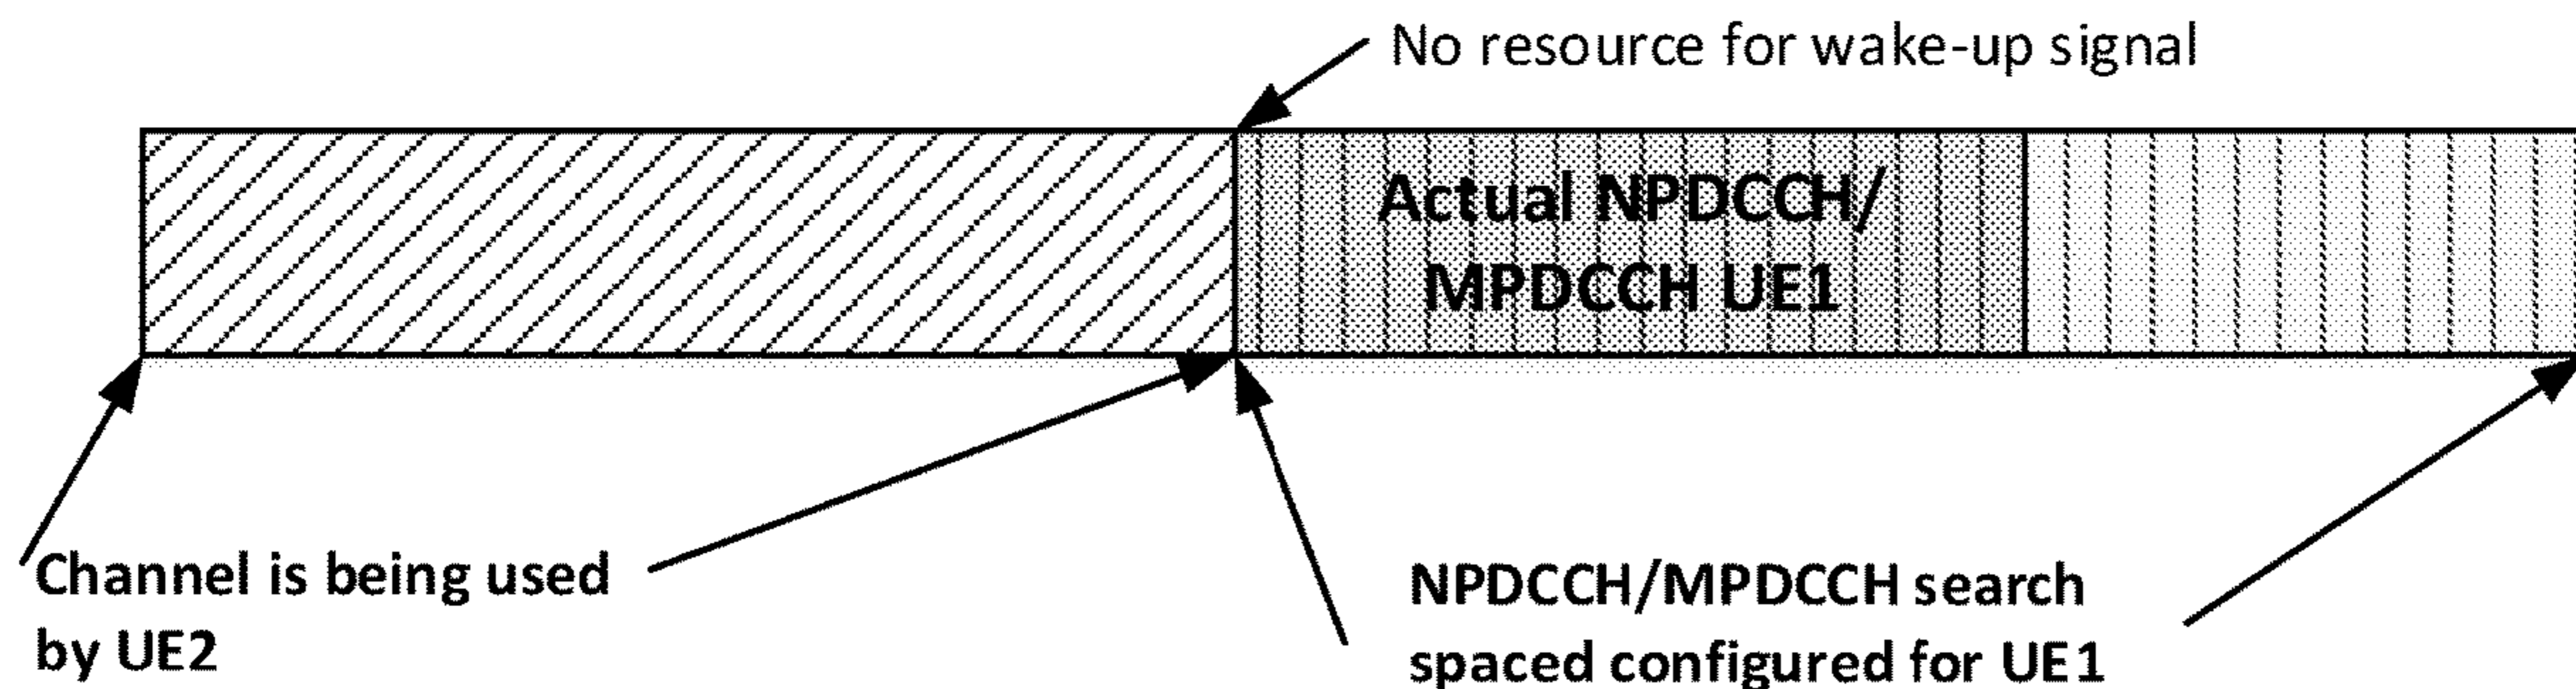 No resource for wake-up signal
Actual NPDCCH/
MPDCCH UE1
Channel is being used
by UE2
NPDCCH/MPDCCH search
spaced configured for UE1